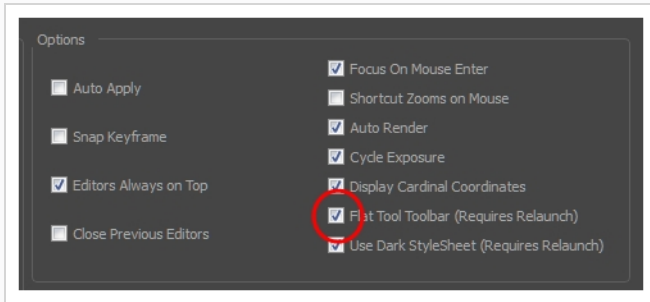 Options
Auto Apply
Snap Keyframe
Editors Always on Top
Close Previous Editors
Focus On Mouse Enter
Shortcut Zooms on Mouse
Auto Render
Cycle Exposure
Display Cardinal Coordinates
Flat Tool Toolbar (Requires Relaunch)
Use Dark StyleSheet (Requires Relaunch)